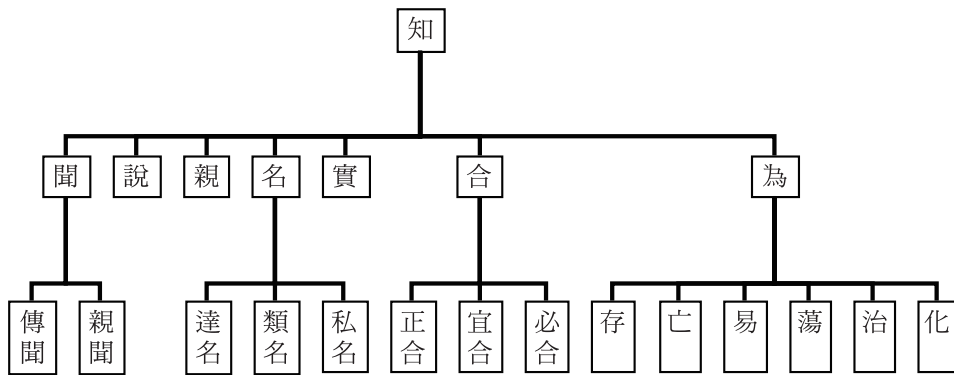 知
聞
說
親
名
實
合
為
傳聞
親聞
達名
類名
私名
正合
宜合
必合
存
亡
易
蕩
治
化